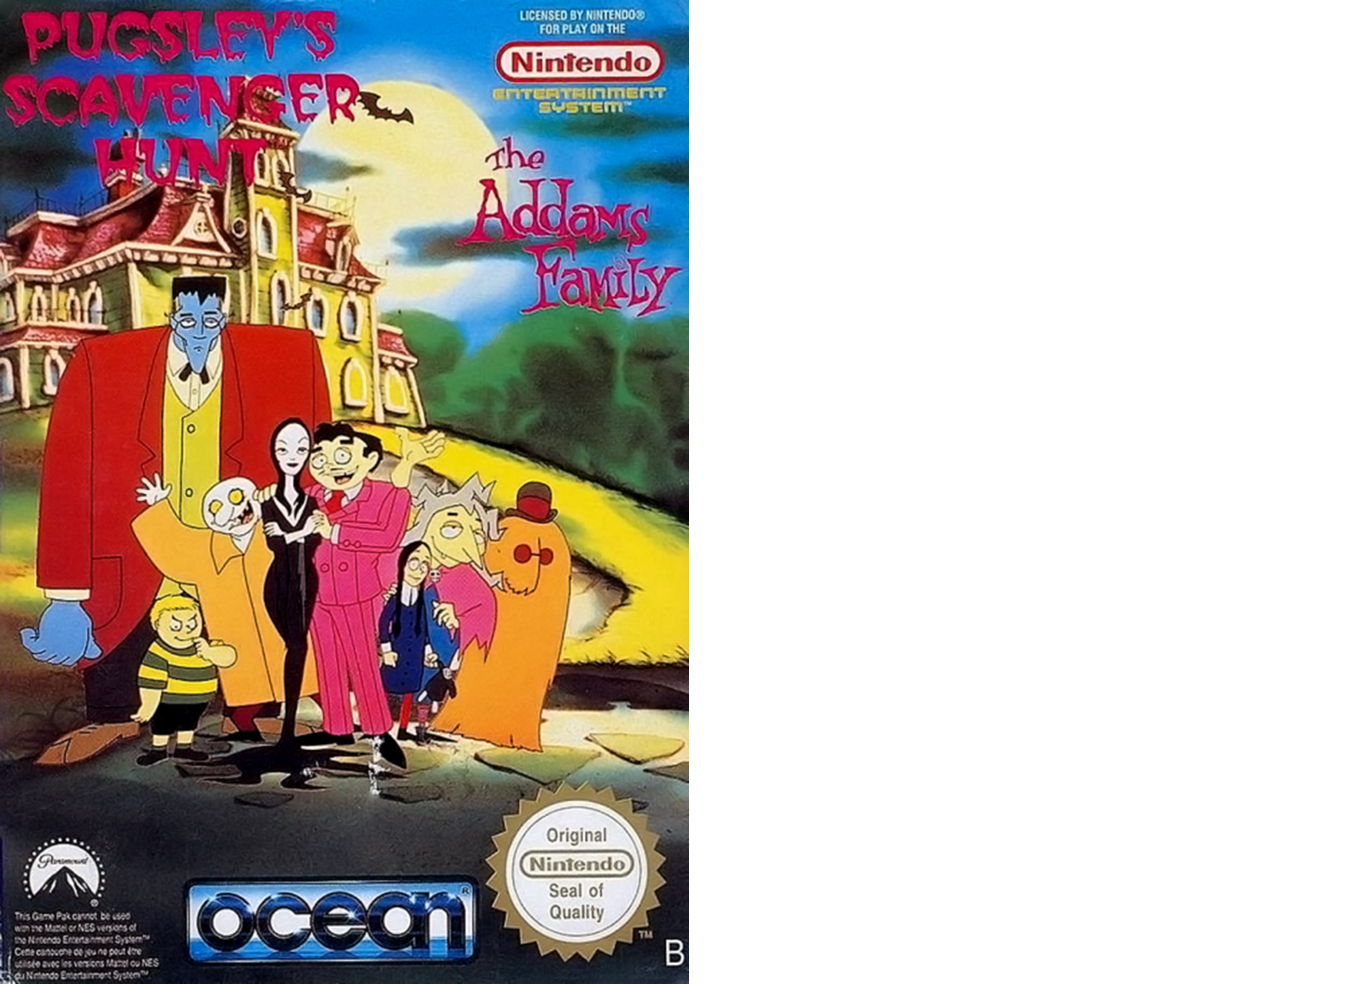 PUGSLEY'S
SCAVENGER
HUNT
LICENSED BY NINTENDO®
FOR PLAY ON THE
Nintendo
ENTERTAINMENT
SYSTEM™
The
Addams
Family
Paramount
®
This Game Pak cannot be used
with the Mattel or NES versions of
the Nintendo Entertainment System™
Cette cartouche de jeu ne peut être
utilisée avec les versions Mattel ou NES
du Nintendo Entertainment System™.
ocean®
Original
Nintendo
Seal of
Quality
™
B